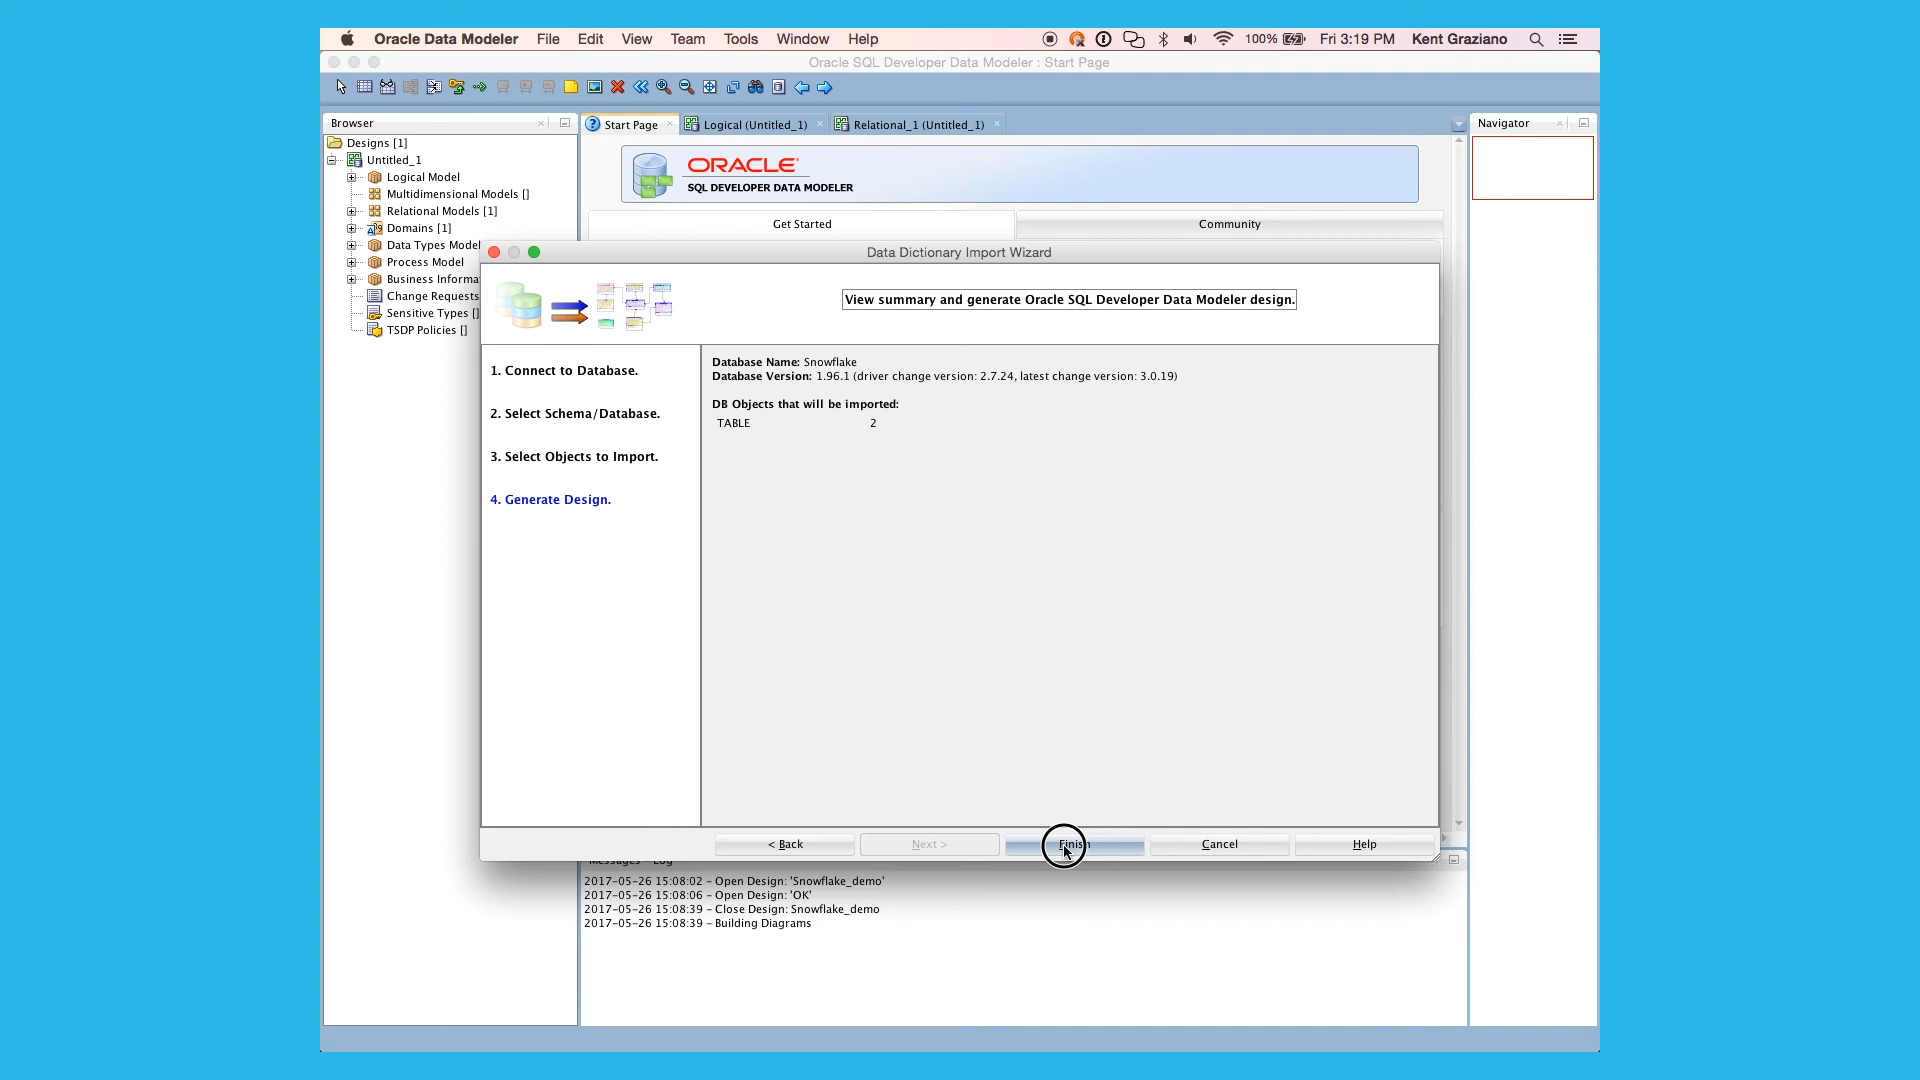 Oracle Data Modeler File Edit View Team Tools Window Help 100% Fri 3:19 PM Kent Graziano
Oracle SQL Developer Data Modeler : Start Page
Browser
Start Page
Logical (Untitled_1)
Relational_1 (Untitled_1)
Navigator
Designs [1]
Untitled_1
Logical Model
Multidimensional Models []
Relational Models [1]
Domains [1]
Data Types Model
Process Model
Business Informa
Change Requests
Sensitive Types []
TSDP Policies []
ORACLE
SQL DEVELOPER DATA MODELER
Get Started
Community
Data Dictionary Import Wizard
View summary and generate Oracle SQL Developer Data Modeler design.
1. Connect to Database.
2. Select Schema/Database.
3. Select Objects to Import.
4. Generate Design.
Database Name: Snowflake
Database Version: 1.96.1 (driver change version: 2.7.24, latest change version: 3.0.19)
DB Objects that will be imported:
TABLE 2
< Back
Next >
Finish
Cancel
Help
Messages - Log
2017-05-26 15:08:02 - Open Design: 'Snowflake_demo'
2017-05-26 15:08:06 - Open Design: 'OK'
2017-05-26 15:08:39 - Close Design: Snowflake_demo
2017-05-26 15:08:39 - Building Diagrams